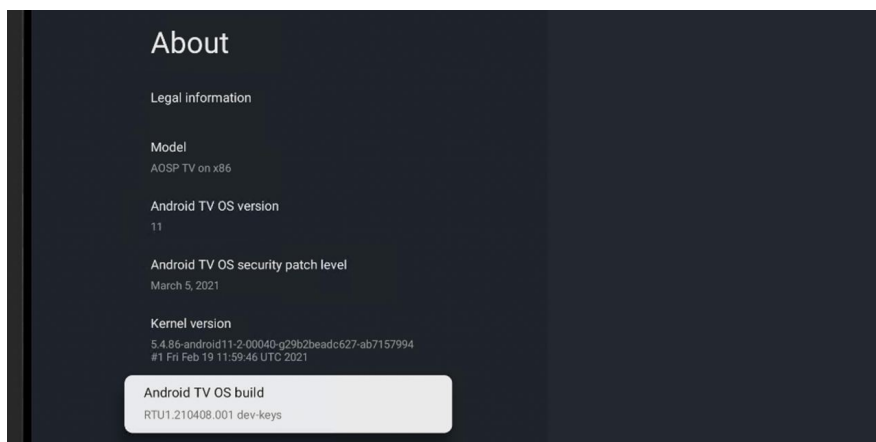 About
Legal information
Model
AOSP TV on x86
Android TV OS version
11
Android TV OS security patch level
March 5, 2021
Kernel version
5.4.86-android11-2-00040-g29b2beadc627-ab7157994
#1 Fri Feb 19 11:59:46 UTC 2021
Android TV OS build
RTU1.210408.001 dev-keys